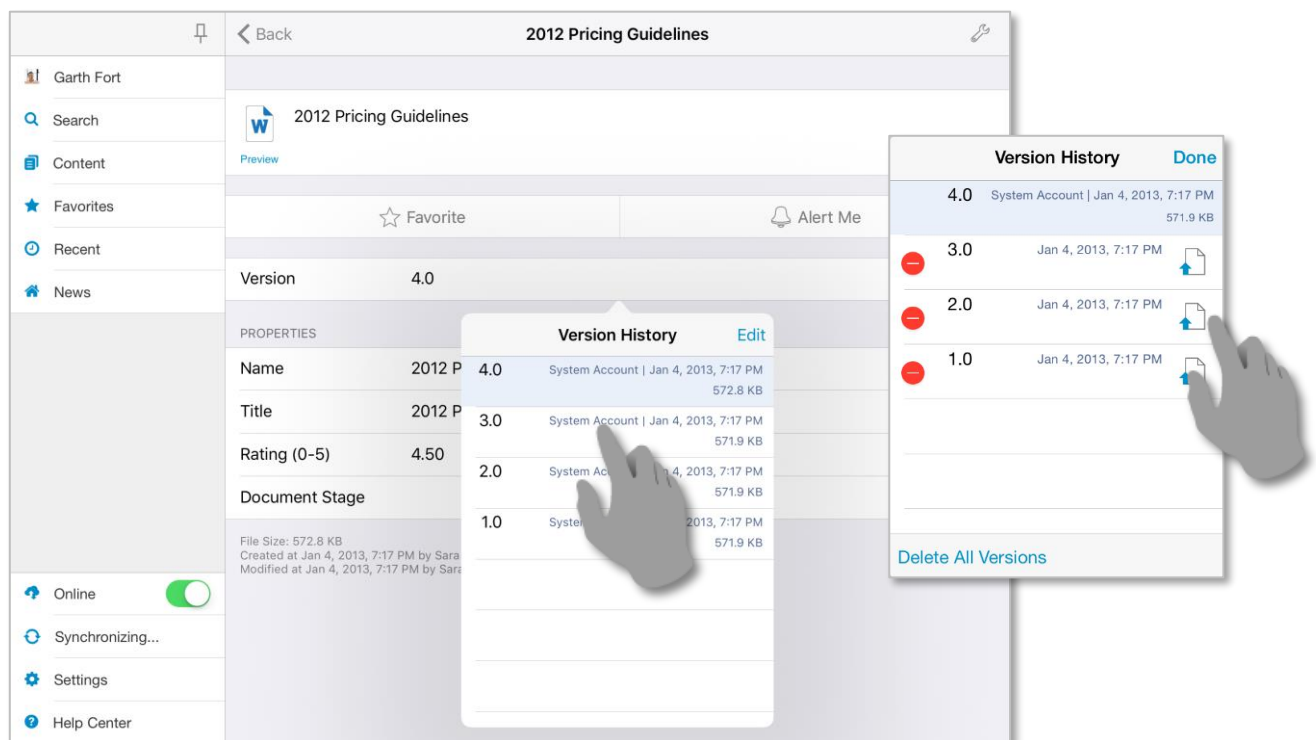 Back
2012 Pricing Guidelines
Garth Fort
Search
Content
Favorites
Recent
News
Online
Synchronizing...
Settings
Help Center
W
2012 Pricing Guidelines
Preview
Favorite
Alert Me
Version 4.0
PROPERTIES
Name 2012 P
Title 2012 P
Rating (0-5) 4.50
Document Stage
File Size: 572.8 KB
Created at Jan 4, 2013, 7:17 PM by Sara
Modified at Jan 4, 2013, 7:17 PM by Sara
Version History Edit
4.0 System Account | Jan 4, 2013, 7:17 PM
572.8 KB
3.0 System Account | Jan 4, 2013, 7:17 PM
571.9 KB
2.0 System 4, 2013, 7:17 PM
571.9 KB
1.0 2013, 7:17 PM
571.9 KB
Version History Done
4.0 System Account | Jan 4, 2013, 7:17 PM
571.9 KB
3.0 Jan 4, 2013, 7:17 PM
2.0 Jan 4, 2013, 7:17 PM
1.0 Jan 4, 2013, 7:17 PM
Delete All Versions